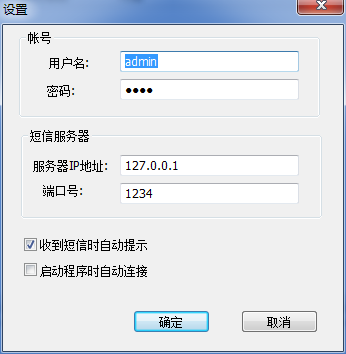 设置
帐号
用户名: admin
密码: ●●●●
短信服务器
服务器IP地址: 127.0.0.1
端口号: 1234
收到短信时自动提示
启动程序时自动连接
确定 取消